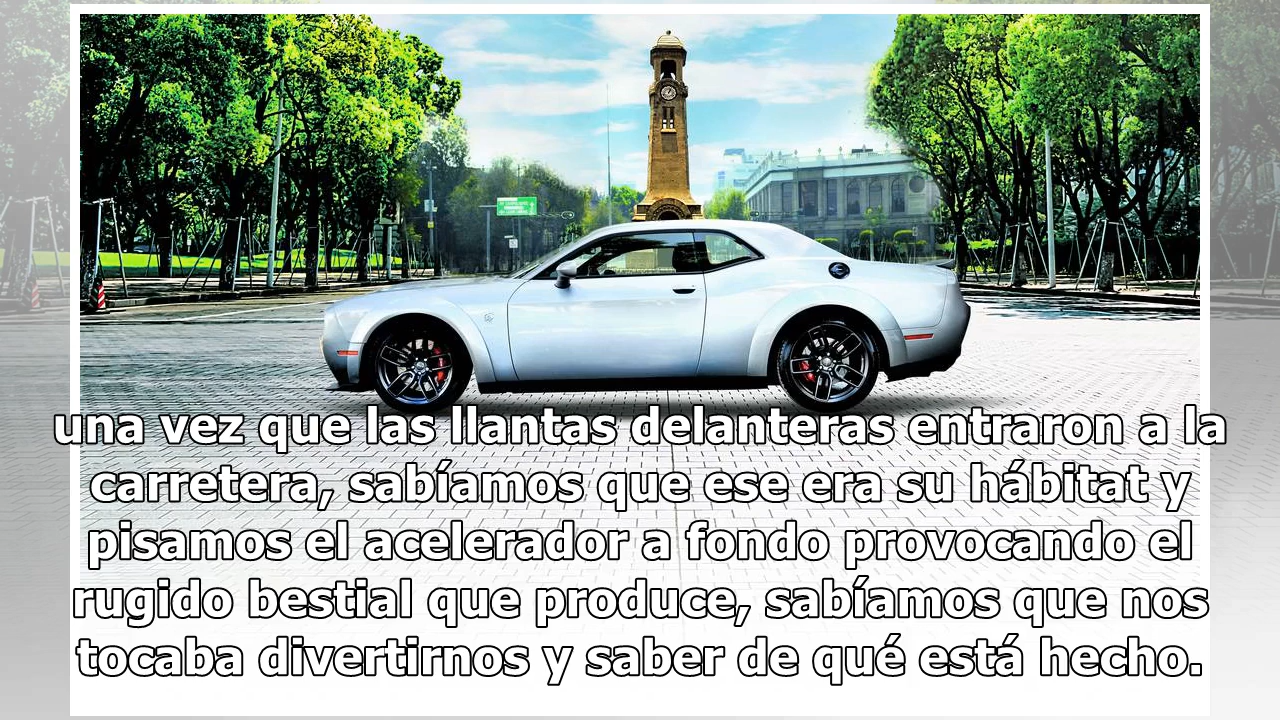 una vez que las llantas delanteras entraron a la
carretera, sabíamos que ese era su hábitat y
pisamos el acelerador a fondo provocando el
rugido bestial que produce, sabíamos que nos
tocaba divertirnos y saber de qué está hecho.